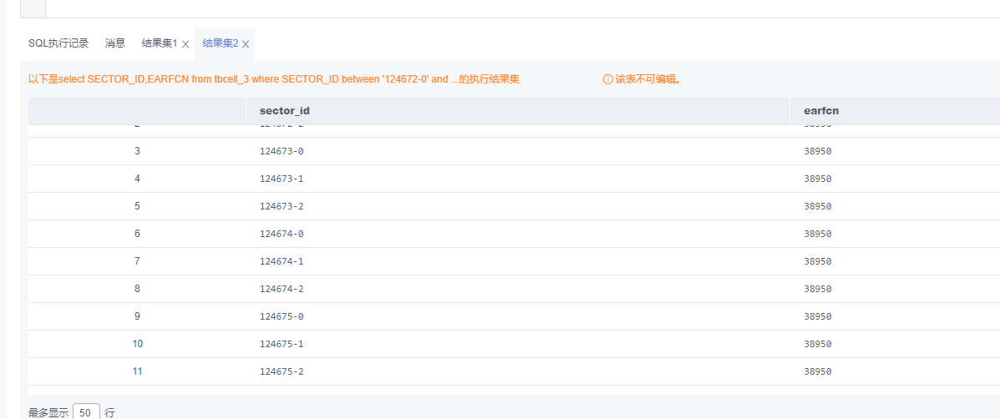 SQL执行记录 消息 结果集1 结果集2
以下是select SECTOR_ID,EARFCN from tbcell_3 where SECTOR_ID between '124672-0' and ...的执行结果集 该表不可编辑。
sector_id earfcn
2 124672-2 38950
3 124673-0 38950
4 124673-1 38950
5 124673-2 38950
6 124674-0 38950
7 124674-1 38950
8 124674-2 38950
9 124675-0 38950
10 124675-1 38950
11 124675-2 38950
最多显示 50 行